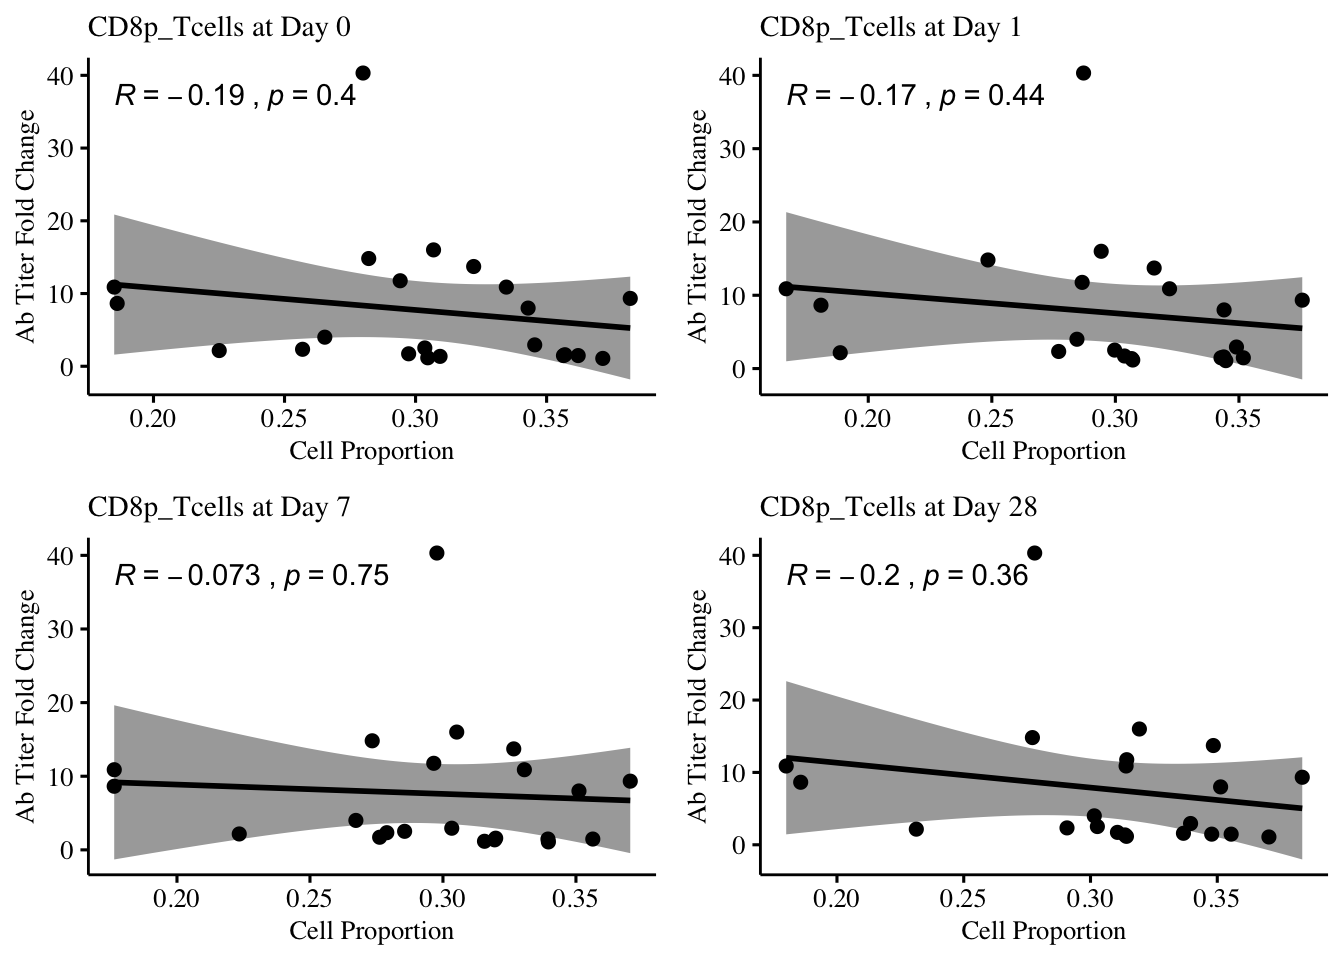 CD8p_Tcells at Day 0
R = −0.19 , p = 0.4
Ab Titer Fold Change
40
30
20
10
0
0.20 0.25 0.30 0.35
Cell Proportion
CD8p_Tcells at Day 1
R = −0.17 , p = 0.44
Ab Titer Fold Change
40
30
20
10
0
0.20 0.25 0.30 0.35
Cell Proportion
CD8p_Tcells at Day 7
R = −0.073 , p = 0.75
Ab Titer Fold Change
40
30
20
10
0
0.20 0.25 0.30 0.35
Cell Proportion
CD8p_Tcells at Day 28
R = −0.2 , p = 0.36
Ab Titer Fold Change
40
30
20
10
0
0.20 0.25 0.30 0.35
Cell Proportion